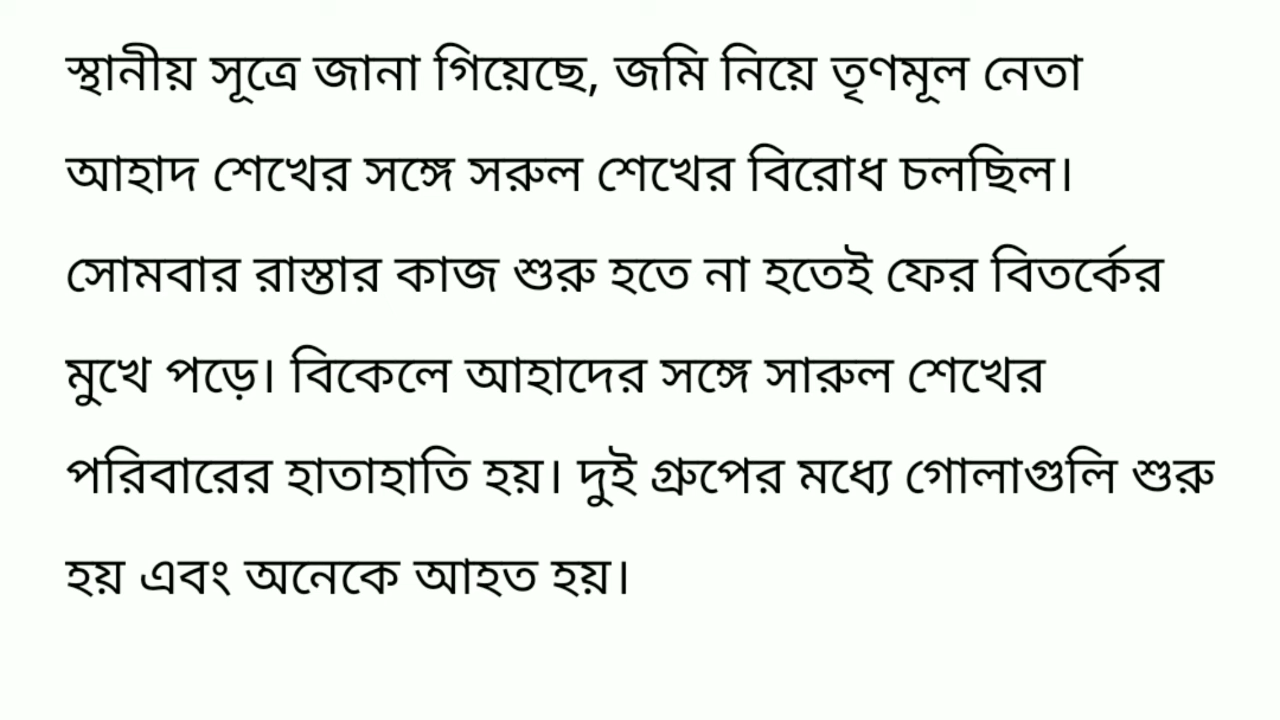 স্থানীয় সূত্রে জানা গিয়েছে, জমি নিয়ে তৃণমূল নেতা
আহাদ শেখের সঙ্গে সরুল শেখের বিরোধ চলছিল।
সোমবার রাস্তার কাজ শুরু হতে না হতেই ফের বিতর্কের
মুখে পড়ে। বিকেলে আহাদের সঙ্গে সারুল শেখের
পরিবারের হাতাহাতি হয়। দুই গ্রুপের মধ্যে গোলাগুলি শুরু
হয় এবং অনেকে আহত হয়।